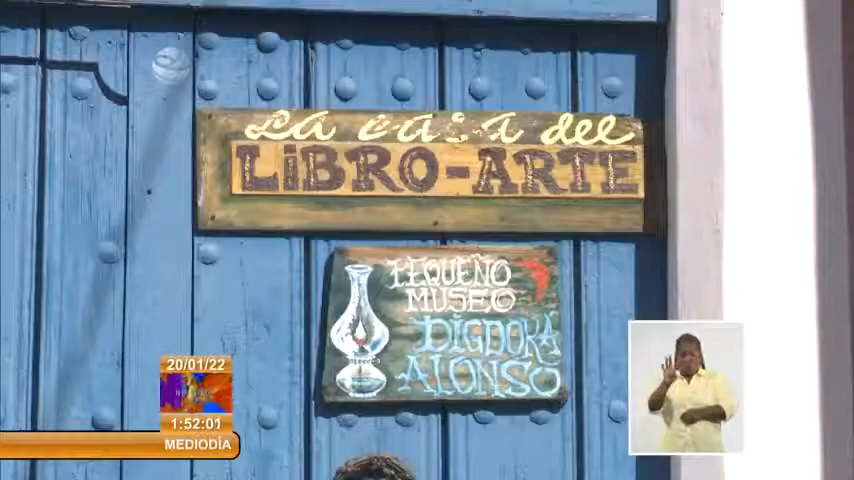 La Casa del
LIBRO-ARTE
PEQUEÑO
MUSEO
DIGDORA
ALONSO
20/01/22
1:52:01
MEDIODÍA